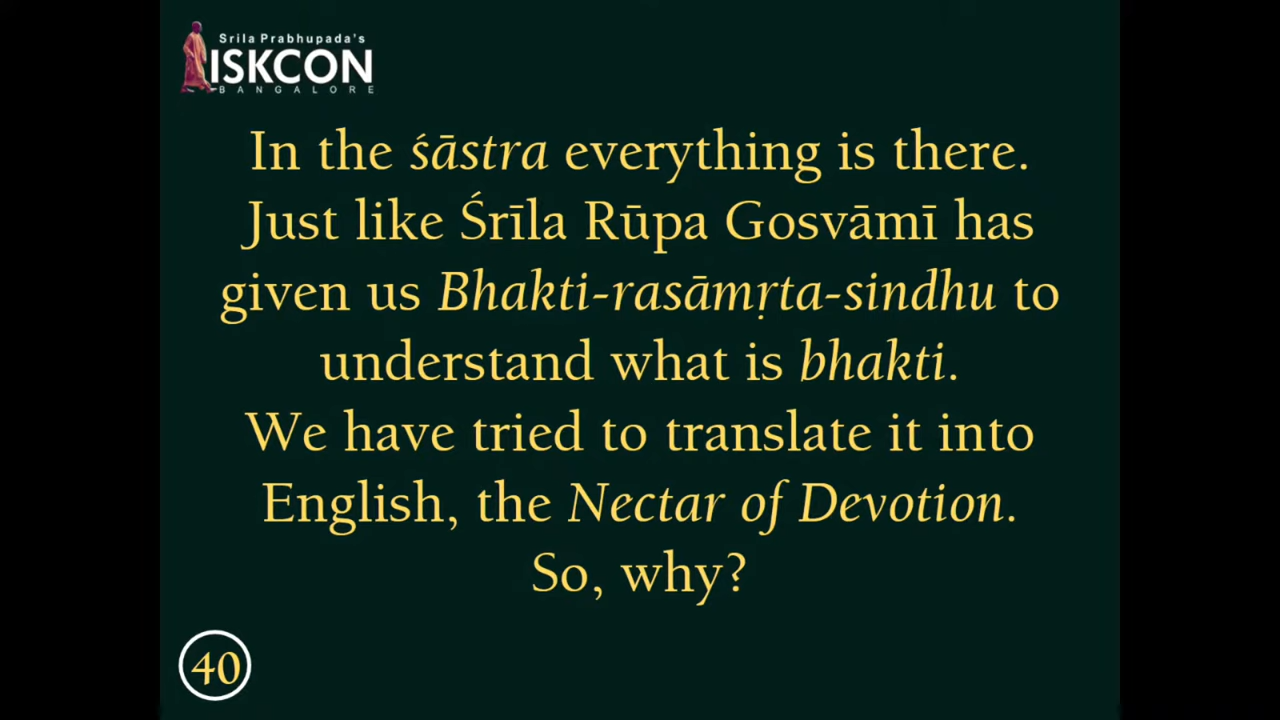 Srila Prabhupada's
ISKCON
BANGALORE
In the śāstra everything is there.
Just like Śrīla Rūpa Gosvāmī has
given us Bhakti-rasāmṛta-sindhu to
understand what is bhakti.
We have tried to translate it into
English, the Nectar of Devotion.
So, why?
40